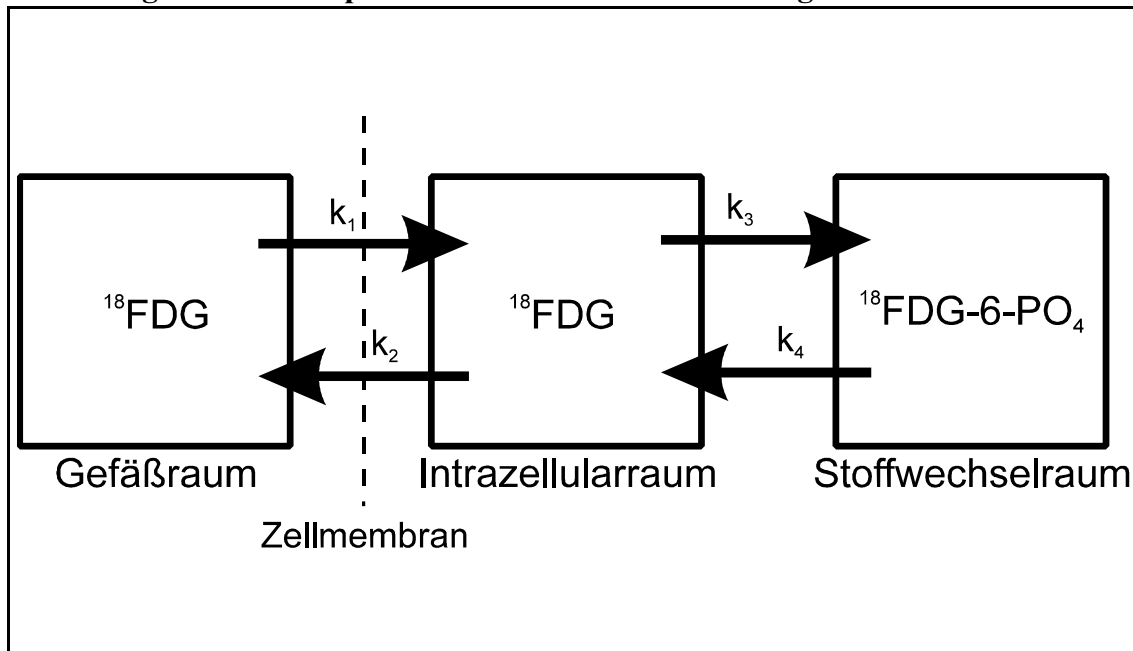 k₁
k₃
¹⁸FDG
¹⁸FDG
¹⁸FDG-6-PO₄
k₂
k₄
Gefäßraum
Intrazellularraum
Stoffwechselraum
Zellmembran